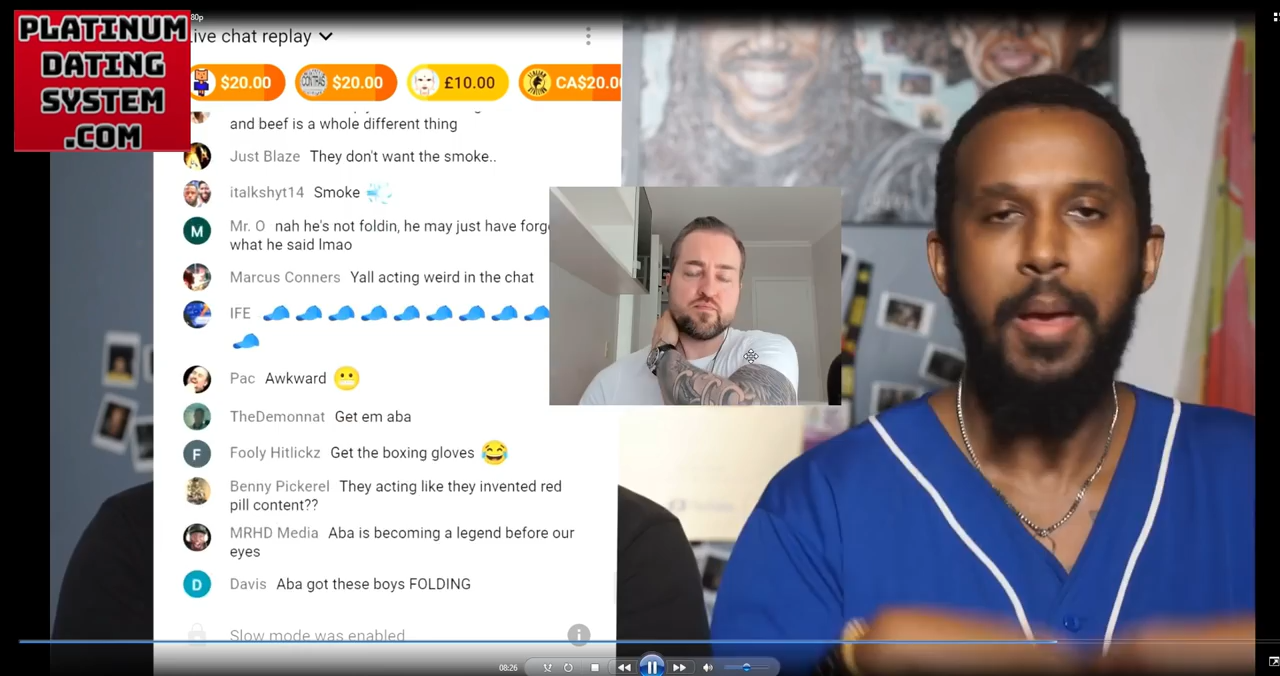 PLATINUM
DATING
SYSTEM
.COM
80p
ive chat replay
$20.00
CONTRAS
$20.00
£10.00
CA$20.0
and beef is a whole different thing
Just Blaze They don't want the smoke..
italkshyt14 Smoke
Mr. O nah he's not foldin, he may just have forg
M
what he said lmao
Marcus Conners Yall acting weird in the chat
IFE
Pac Awkward
TheDemonnat Get em aba
F
Fooly Hitlickz Get the boxing gloves
Benny Pickerel They acting like they invented red
pill content??
MRHD Media Aba is becoming a legend before our
eyes
D
Davis Aba got these boys FOLDING
Slow mode was enabled
08:26